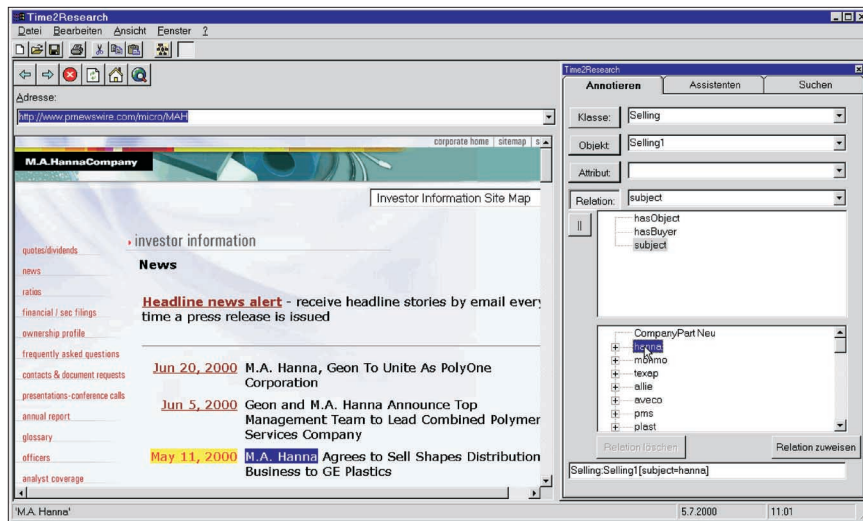 Time2Research
Datei Bearbeiten Ansicht Fenster ?
Adresse:
http://www.prnewswire.com/micro/MAH
corporate home | sitemap | s
M.A.HannaCompany
Investor Information Site Map
investor information
News
quotes/dividends
news
ratios
financial / sec filings
ownership profile
frequently asked questions
contacts & document requests
presentations-conference calls
annual report
glossary
officers
analyst coverage
Headline news alert - receive headline stories by email every
time a press release is issued
Jun 20, 2000 M.A. Hanna, Geon To Unite As PolyOne
Corporation
Jun 5, 2000 Geon and M.A. Hanna Announce Top
Management Team to Lead Combined Polymer
Services Company
May 11, 2000 M.A. Hanna Agrees to Sell Shapes Distribution
Business to GE Plastics
Time2Research
Annotieren Assistenten Suchen
Klasse: Selling
Objekt: Selling1
Attribut:
Relation: subject
||
hasObject
hasBuyer
subject
CompanyPart Neu
hanna
texap
allie
aveco
pms
plast
Relation löschen Relation zuweisen
Selling:Selling1[subject=hanna]
'M.A. Hanna' 5.7.2000 11:01